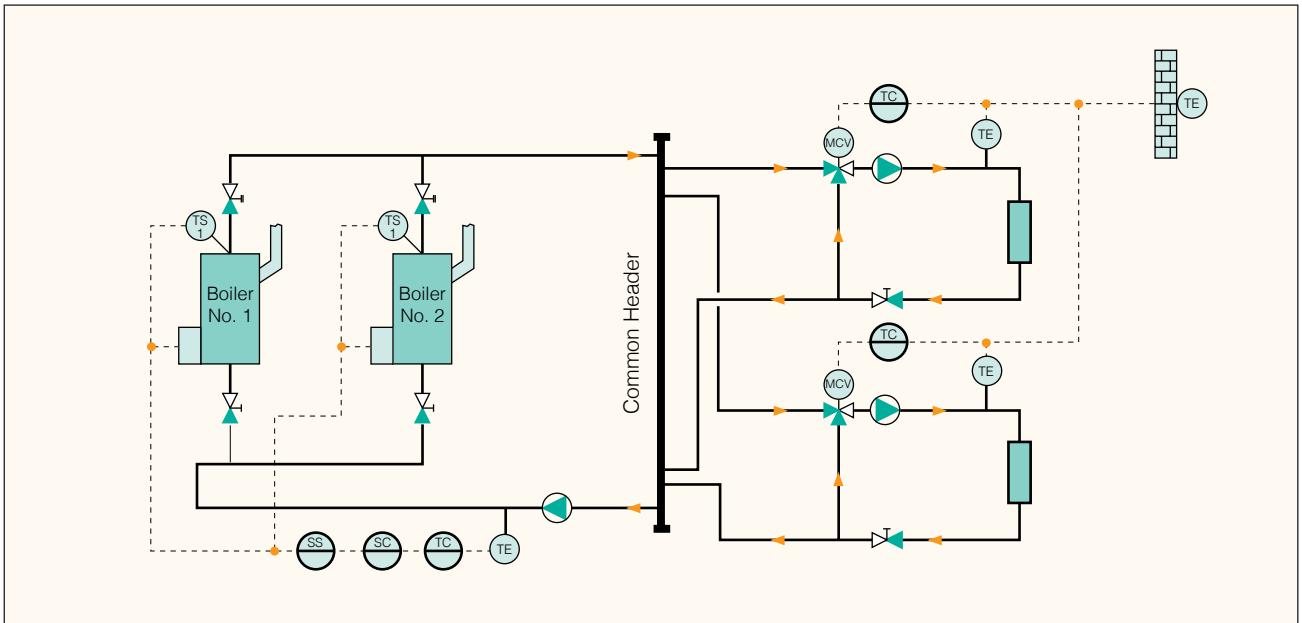 TC
TE
MCV
TE
TS
1
TS
1
Boiler
No. 1
Boiler
No. 2
Common Header
TC
TE
MCV
SS
SC
TC
TE